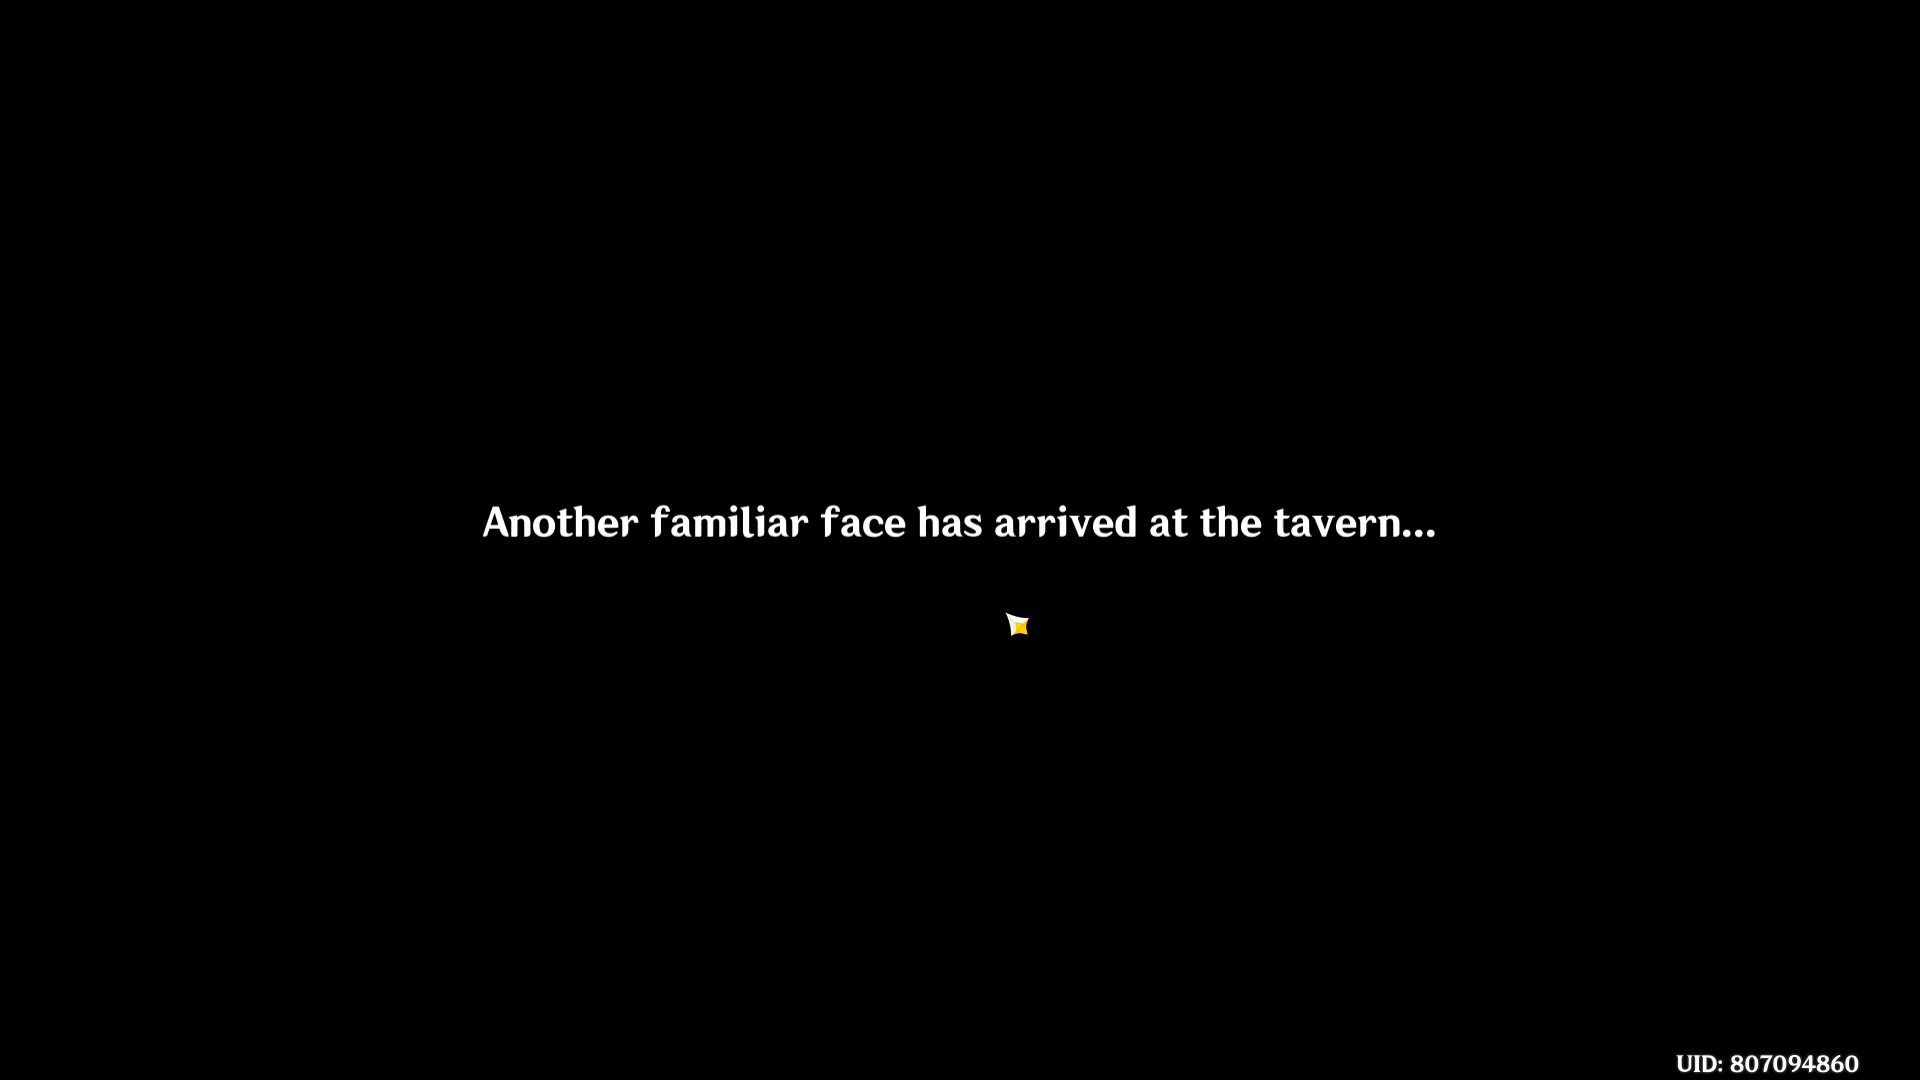 Another familiar face has arrived at the tavern...
UID: 807094860